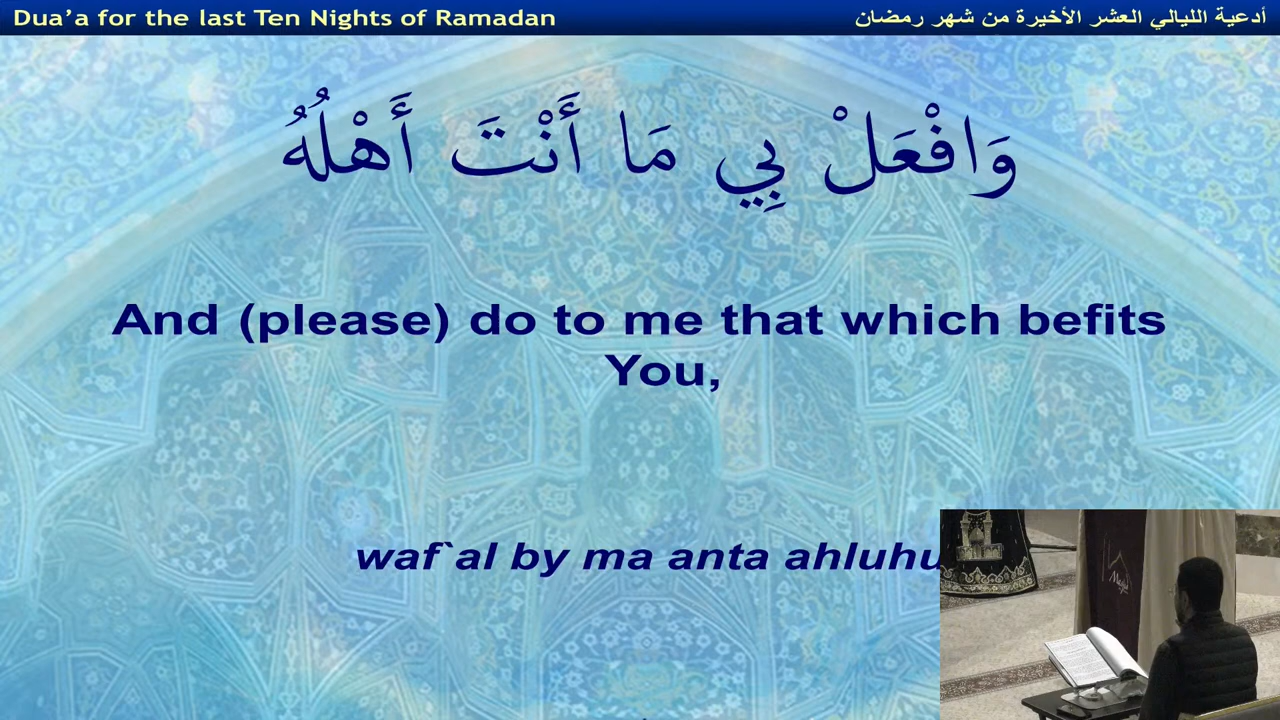 Dua’a for the last Ten Nights of Ramadan
أدعية الليالي العشر الأخيرة من شهر رمضان
وَافْعَلْ بِي مَا أَنْتَ أَهْلُهُ
And (please) do to me that which befits
You,
waf`al by ma anta ahluhu